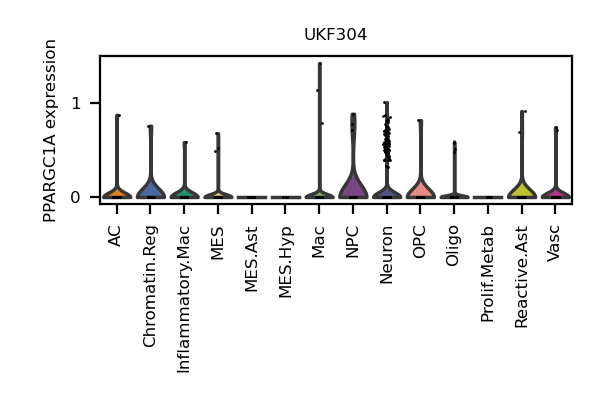 UKF304
PPARGC1A expression
1
0
AC
Chromatin.Reg
Inflammatory.Mac
MES
MES.Ast
MES.Hyp
Mac
NPC
Neuron
OPC
Oligo
Prolif.Metab
Reactive.Ast
Vasc